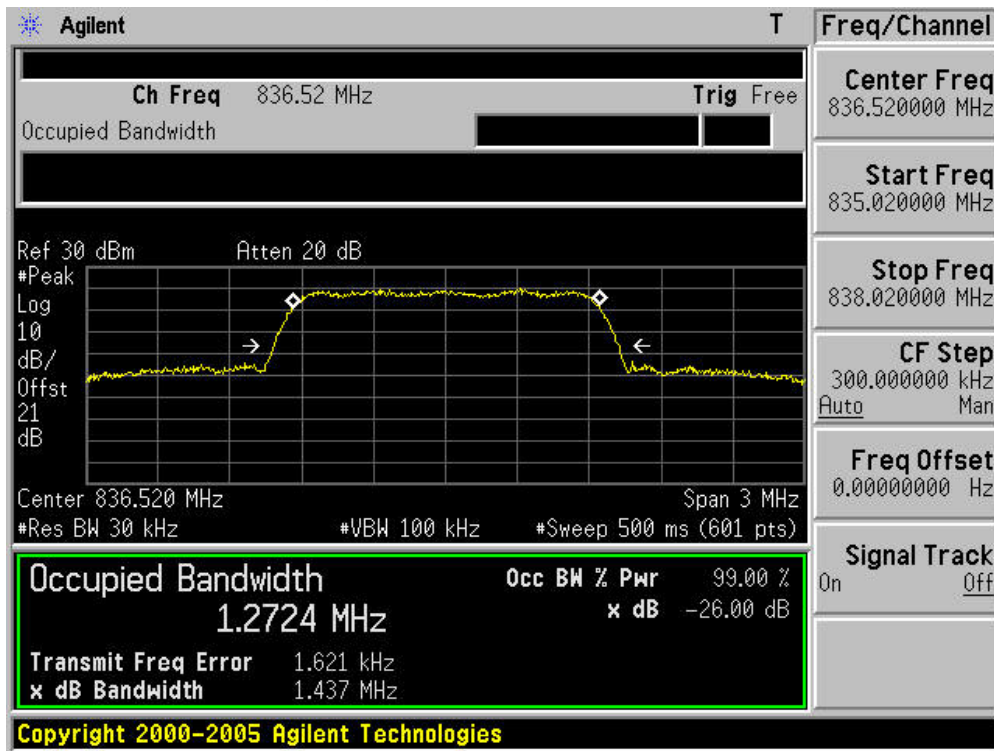 Agilent T
Ch Freq 836.52 MHz Trig Free
Occupied Bandwidth
Ref 30 dBm Atten 20 dB
#Peak
Log
10
dB/
Offst
21
dB
Center 836.520 MHz Span 3 MHz
#Res BW 30 kHz #VBW 100 kHz #Sweep 500 ms (601 pts)
Occupied Bandwidth
1.2724 MHz
Occ BW % Pwr 99.00 %
x dB -26.00 dB
Transmit Freq Error 1.621 kHz
x dB Bandwidth 1.437 MHz
Copyright 2000-2005 Agilent Technologies
Freq/Channel
Center Freq
836.520000 MHz
Start Freq
835.020000 MHz
Stop Freq
838.020000 MHz
CF Step
300.000000 kHz
Auto Man
Freq Offset
0.00000000 Hz
Signal Track
On Off